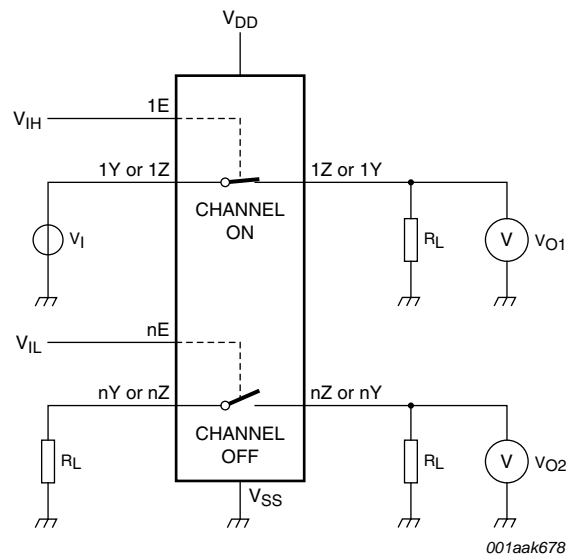 VDD
1E
VIH
1Y or 1Z
1Z or 1Y
CHANNEL
ON
VI
RL
V
VO1
nE
VIL
nY or nZ
nZ or nY
CHANNEL
OFF
RL
RL
V
VO2
VSS
001aak678